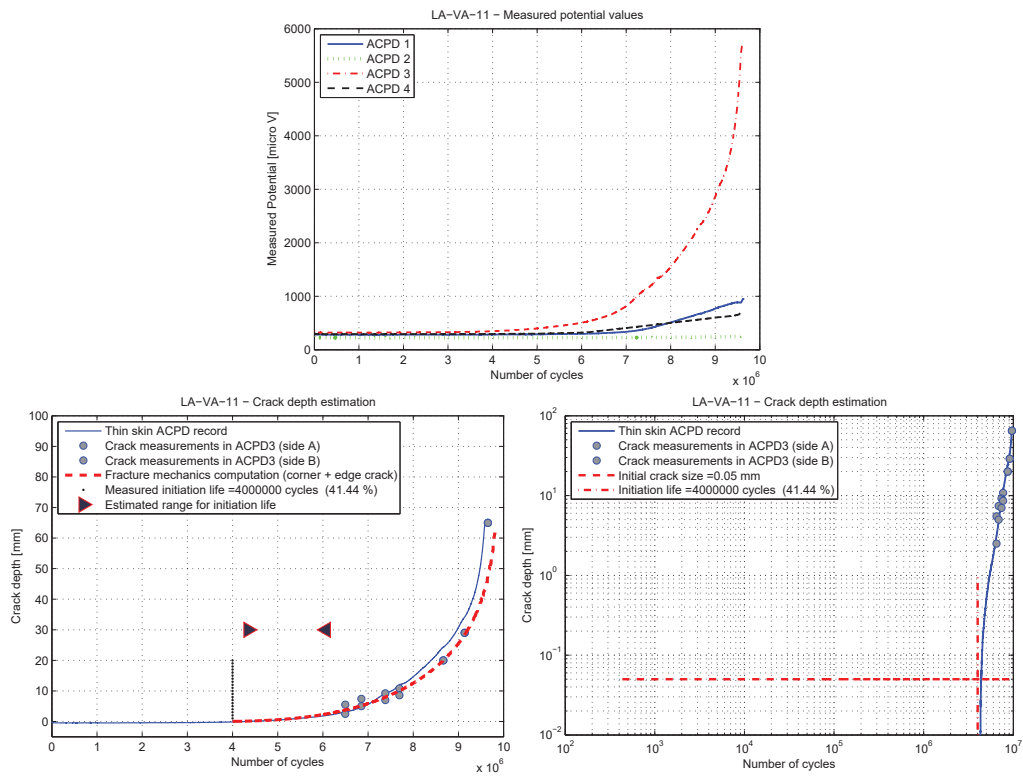 LA−VA−11 − Measured potential values
6000
5000
4000
3000
2000
1000
0
Measured Potential [micro V]
ACPD 1
ACPD 2
ACPD 3
ACPD 4
0 1 2 3 4 5 6 7 8 9 10
Number of cycles
x 10^6
LA−VA−11 − Crack depth estimation
100
90
80
70
60
50
40
30
20
10
0
Crack depth [mm]
Thin skin ACPD record
Crack measurements in ACPD3 (side A)
Crack measurements in ACPD3 (side B)
Fracture mechanics computation (corner + edge crack)
Measured initiation life =4000000 cycles (41.44 %)
Estimated range for initiation life
0 1 2 3 4 5 6 7 8 9 10
Number of cycles
x 10^6
LA−VA−11 − Crack depth estimation
10^2
10^1
10^0
10^−1
10^−2
Crack depth [mm]
Thin skin ACPD record
Crack measurements in ACPD3 (side A)
Crack measurements in ACPD3 (side B)
Initial crack size =0.05 mm
Initiation life =4000000 cycles (41.44 %)
10^2 10^3 10^4 10^5 10^6 10^7
Number of cycles